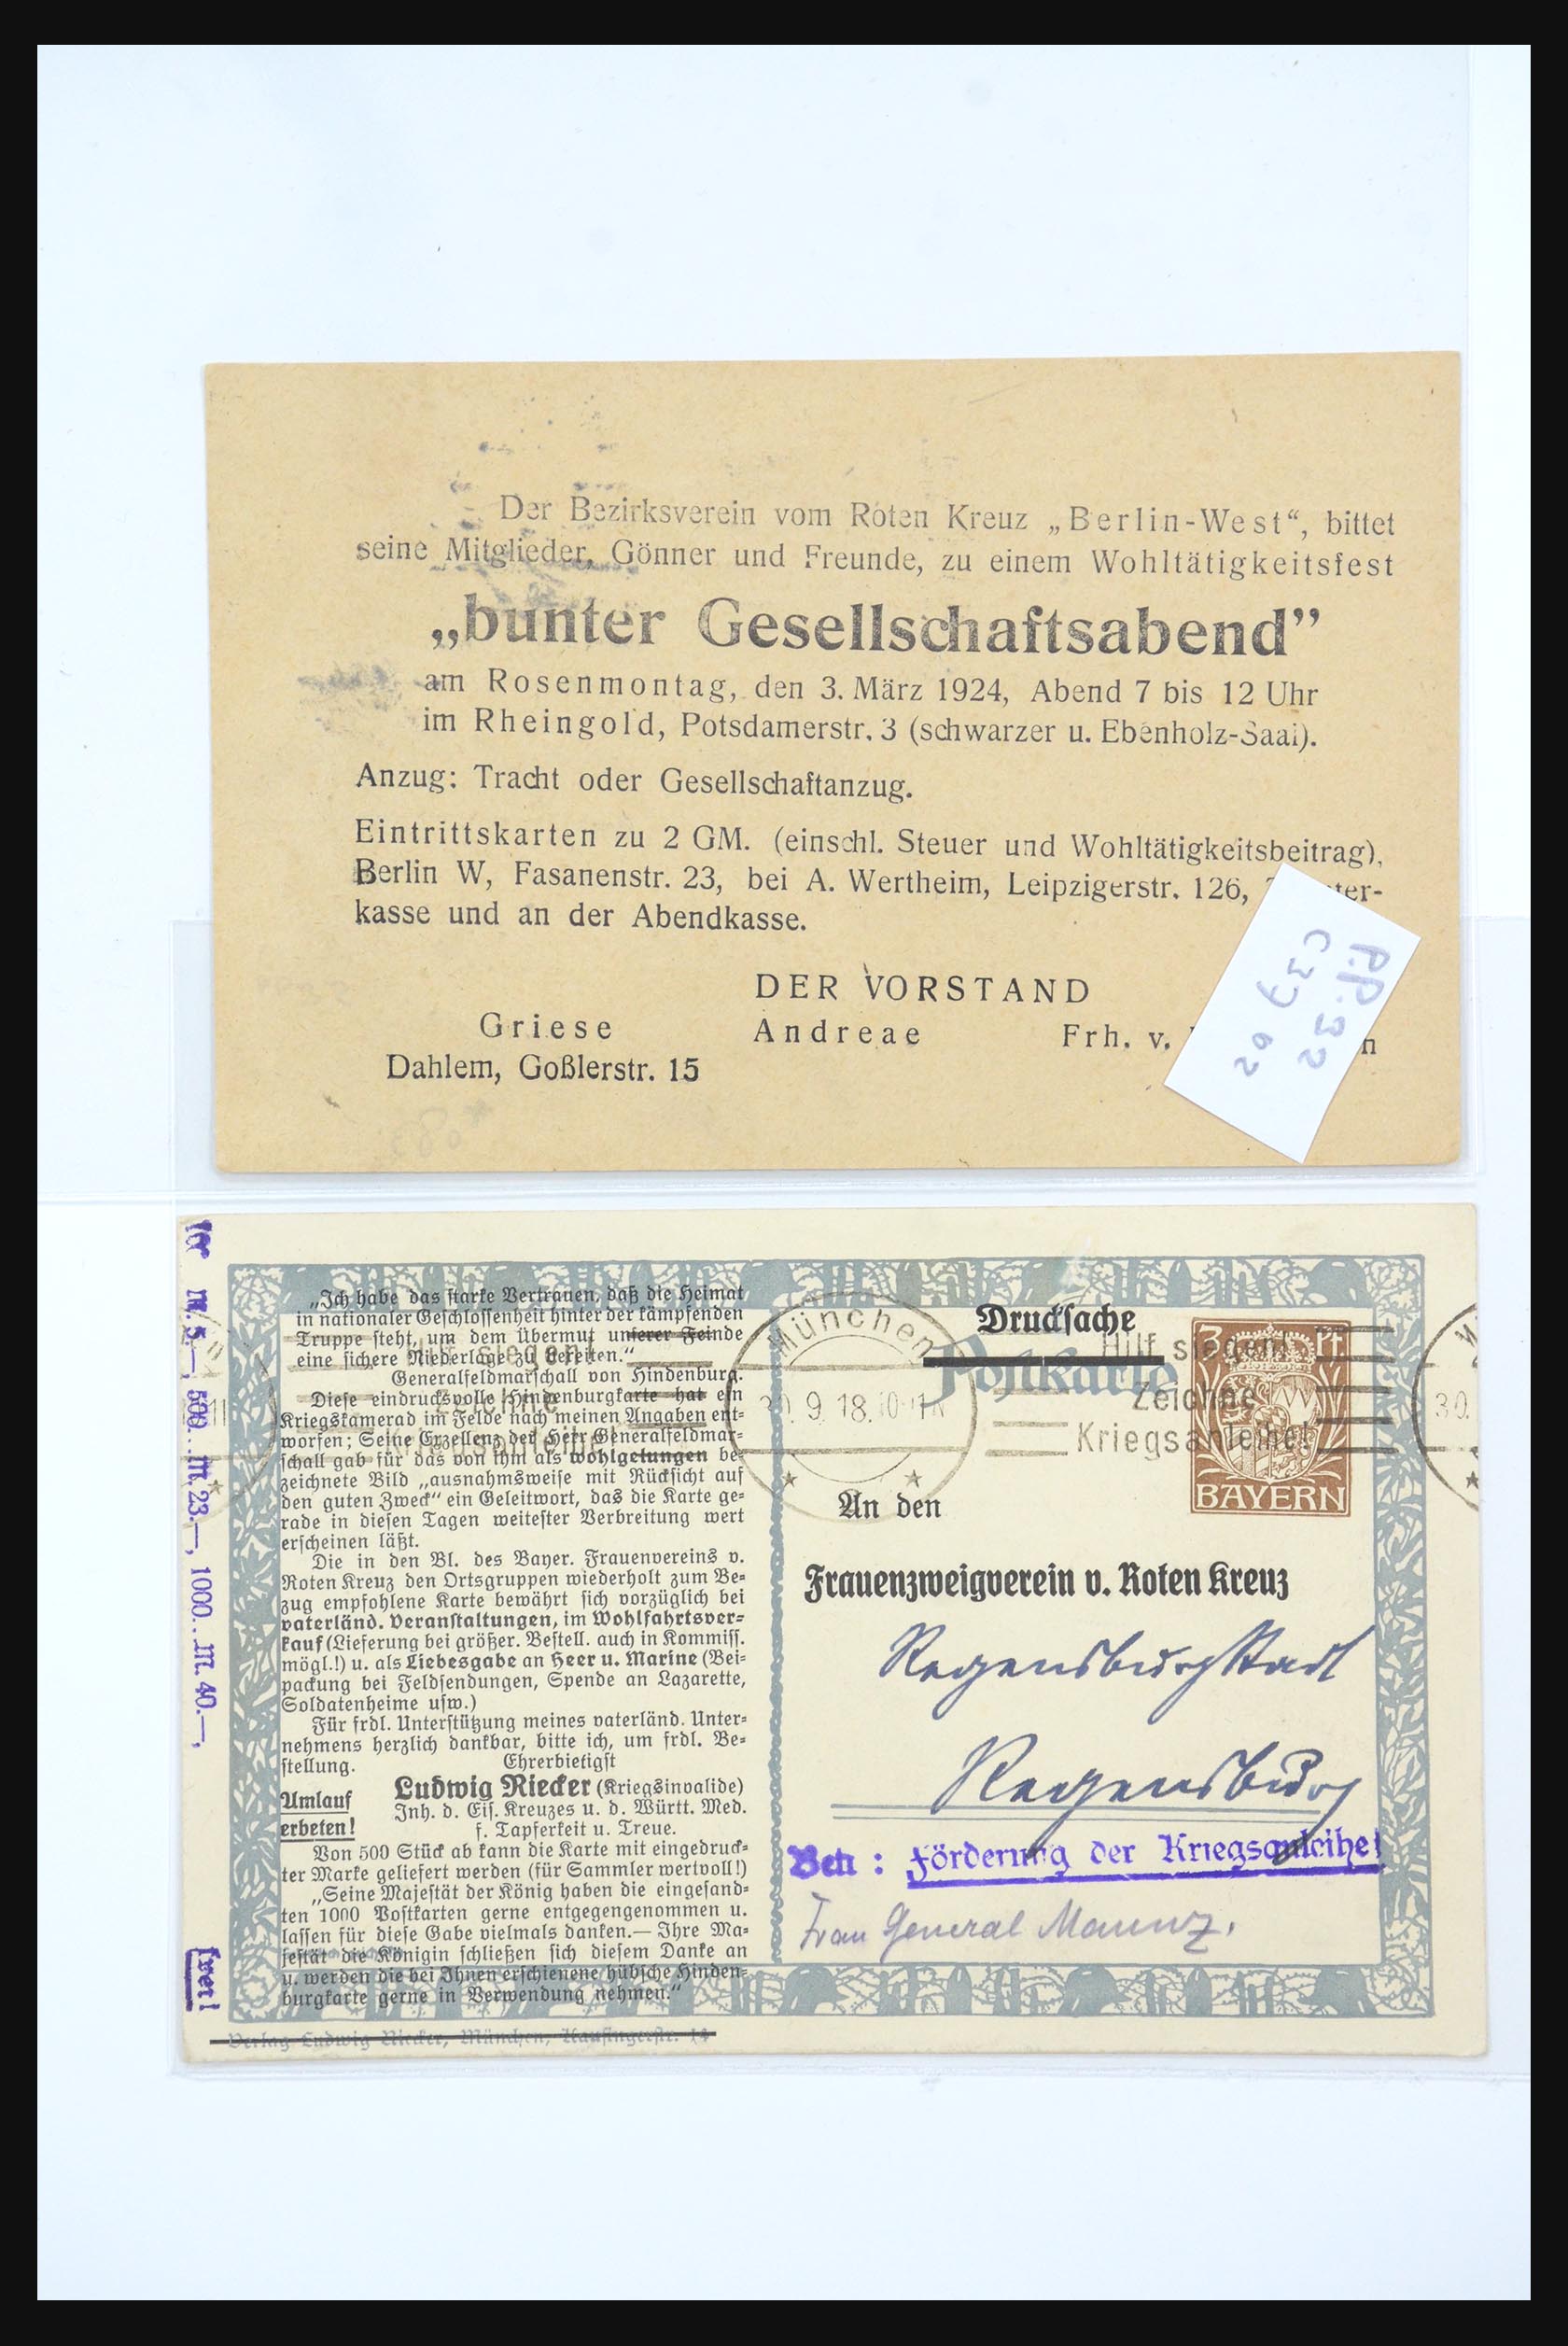 Der Bezirksverein vom Roten Kreuz „Berlin-West“, bittet
seine Mitglieder, Gönner und Freunde, zu einem Wohltätigkeitsfest
„bunter Gesellschaftsabend”
am Rosenmontag, den 3. März 1924, Abend 7 bis 12 Uhr
im Rheingold, Potsdamerstr. 3 (schwarzer u. Ebenholz-Saal).
Anzug: Tracht oder Gesellschaftanzug.
Eintrittskarten zu 2 GM. (einschl. Steuer und Wohltätigkeitsbeitrag),
Berlin W, Fasanenstr. 23, bei A. Wertheim, Leipzigerstr. 126,
kasse und an der Abendkasse.
DER VORSTAND
Griese Andreae Frh. v.
Dahlem, Goßlerstr. 15
P.P. 32
C 37 02
„Ich habe das starke Vertrauen, daß die Heimat
in nationaler Geschlossenheit hinter der kämpfenden
Truppe steht, um dem Übermut unserer Feinde
eine sichere Niederlage zu bereiten.“
Generalfeldmarschall von Hindenburg.
Diese eindrucksvolle Hindenburgkarte hat ein
Kriegskamerad im Felde nach meinen Angaben ent-
worfen; Seine Exzellenz der Herr Generalfeldmar-
schall gab für das von ihm als wohlgelungen be-
zeichnete Bild „ausnahmsweise mit Rücksicht auf
den guten Zweck“ ein Geleitwort, das die Karte ge-
rade in diesen Tagen weitester Verbreitung wert
erscheinen läßt.
Die in den Bl. des Bayer. Frauenvereins v.
Roten Kreuz den Ortsgruppen wiederholt zum Be-
zug empfohlene Karte bewährt sich vorzüglich bei
vaterländ. Veranstaltungen, im Wohlfahrtsver-
kauf (Lieferung bei größer. Bestell. auch in Kommiss.
mögl.!) u. als Liebesgabe an Heer u. Marine (Bei-
packung bei Feldsendungen, Spende an Lazarette,
Soldatenheime usw.)
Für frdl. Unterstützung meines vaterländ. Unter-
nehmens herzlich dankbar, bitte ich, um frdl. Be-
stellung. Ehrerbietigst
Ludwig Riecker (Kriegsinvalide)
Inh. d. Eis. Kreuzes u. d. Württ. Med.
f. Tapferkeit u. Treue.
Umlauf
erbeten!
Von 500 Stück ab kann die Karte mit eingedruck-
ter Marke geliefert werden (für Sammler wertvoll!)
„Seine Majestät der König haben die eingesand-
ten 1000 Postkarten gerne entgegengenommen u.
lassen für diese Gabe vielmals danken.— Ihre Ma-
jestät die Königin schließen sich diesem Danke an
u. werden die bei Ihnen erschienene hübsche Hinden-
burgkarte gerne in Verwendung nehmen.“
Verlag Ludwig Riecker, München, Kaufingerstr. 14
M. 5.—, 500.. M. 23.—, 1000.. M. 40.—,
frei!
Drucksache
Postkarte
München
30.9.18.
Hilf siegen!
Zeichne
Kriegsanleihe!
3 Pf
BAYERN
An den
Frauenzweigverein v. Roten Kreuz
Regensburg Stadt
Regensburg
Betr : Förderung der Kriegsanleihe!
Frau General